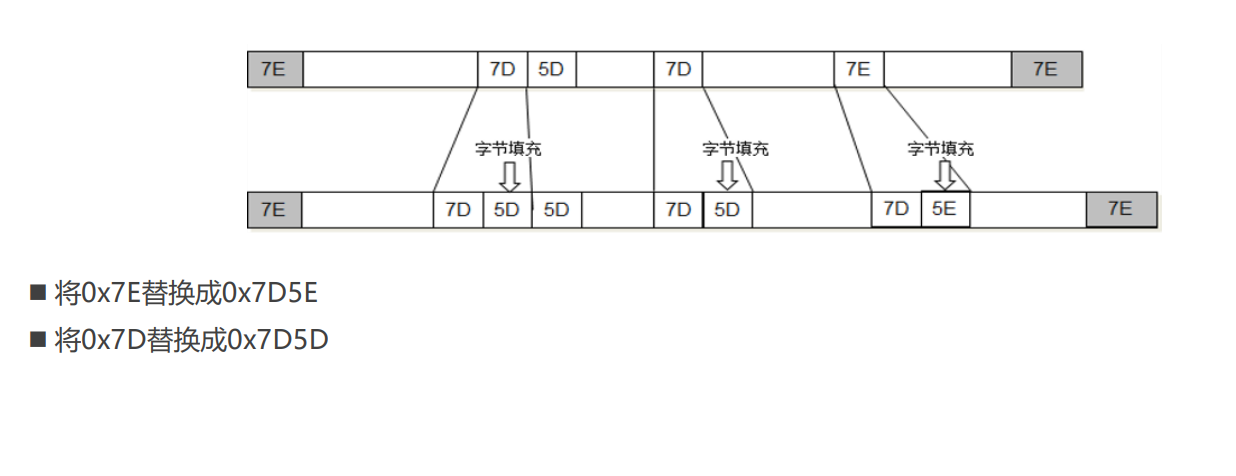 7E 7D 5D 7D 7E 7E
字节填充 字节填充 字节填充
7E 7D 5D 5D 7D 5D 7D 5E 7E
■ 将0x7E替换成0x7D5E
■ 将0x7D替换成0x7D5D